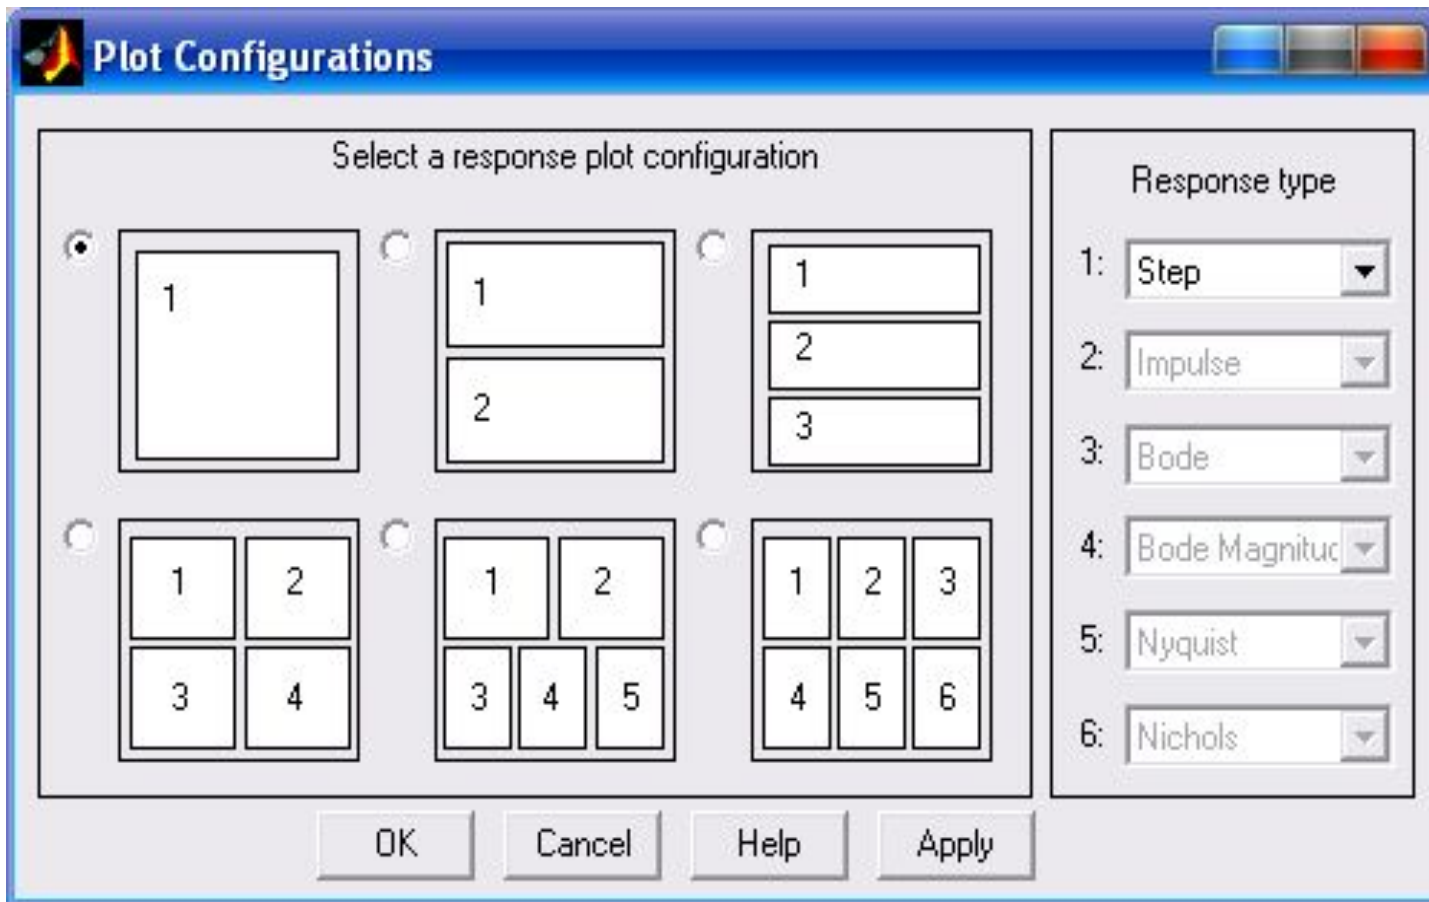 Plot Configurations
Select a response plot configuration
1
1
2
1
2
3
1 2
3 4
1 2
3 4 5
1 2 3
4 5 6
Response type
1: Step
2: Impulse
3: Bode
4: Bode Magnituc
5: Nyquist
6: Nichols
OK Cancel Help Apply